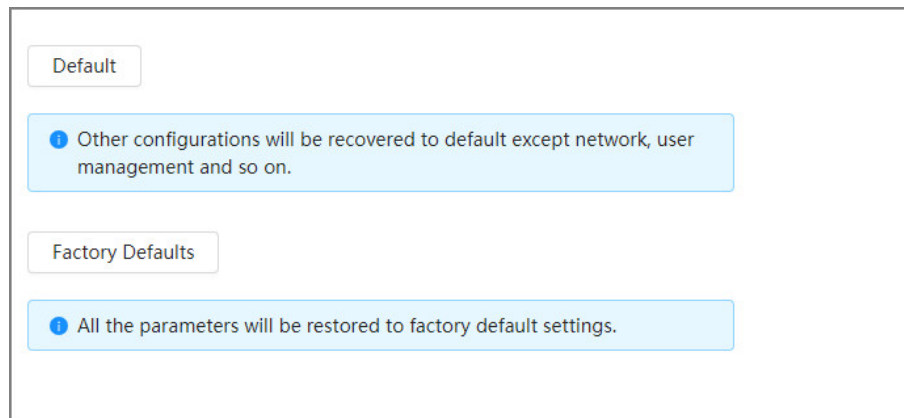 Default
Other configurations will be recovered to default except network, user
management and so on.
Factory Defaults
All the parameters will be restored to factory default settings.